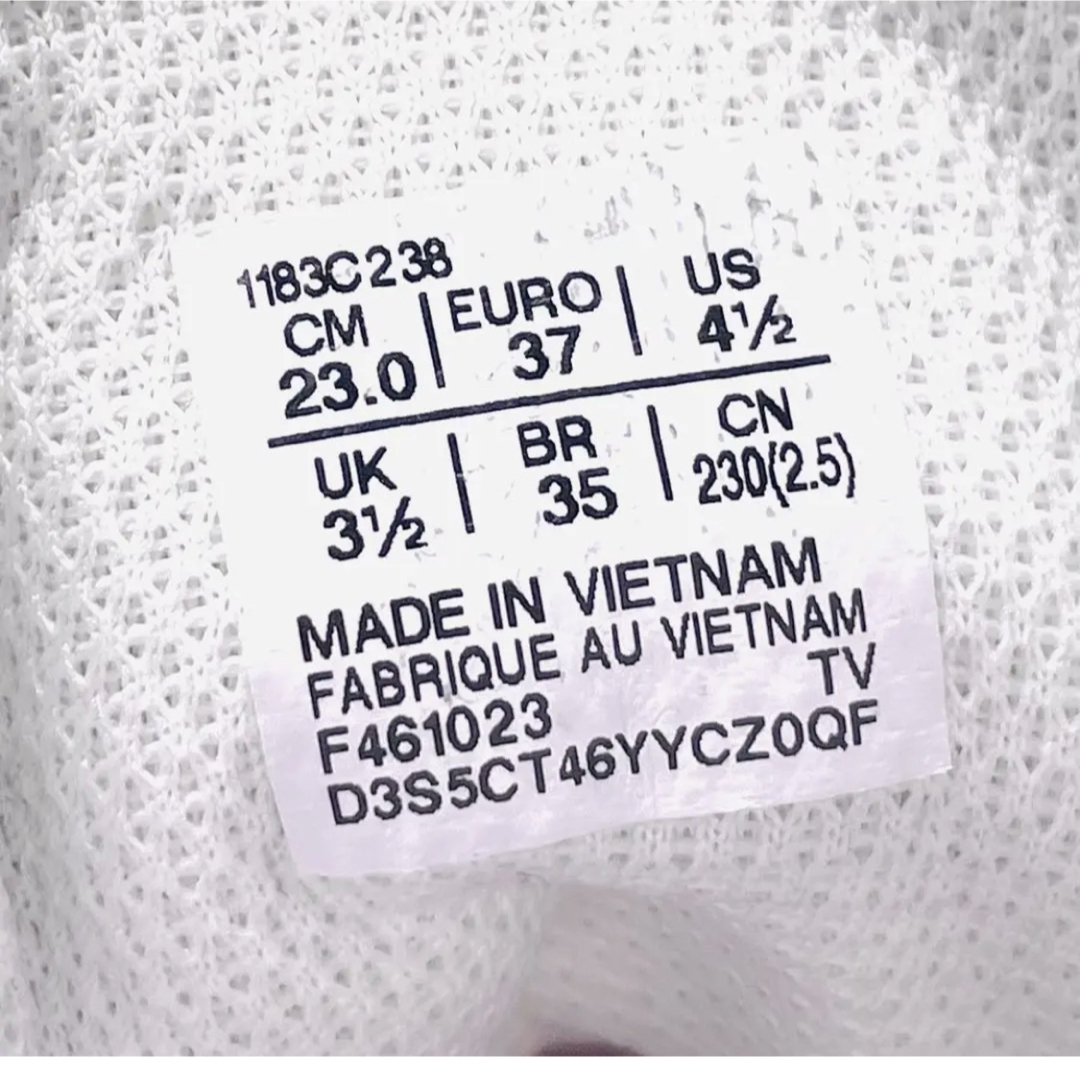 1183C238
CM | EURO | US
23.0 | 37 | 4½
UK | BR | CN
3½ | 35 | 230(2.5)
MADE IN VIETNAM
FABRIQUE AU VIETNAM
F461023 TV
D3S5CT46YYCZ0QF